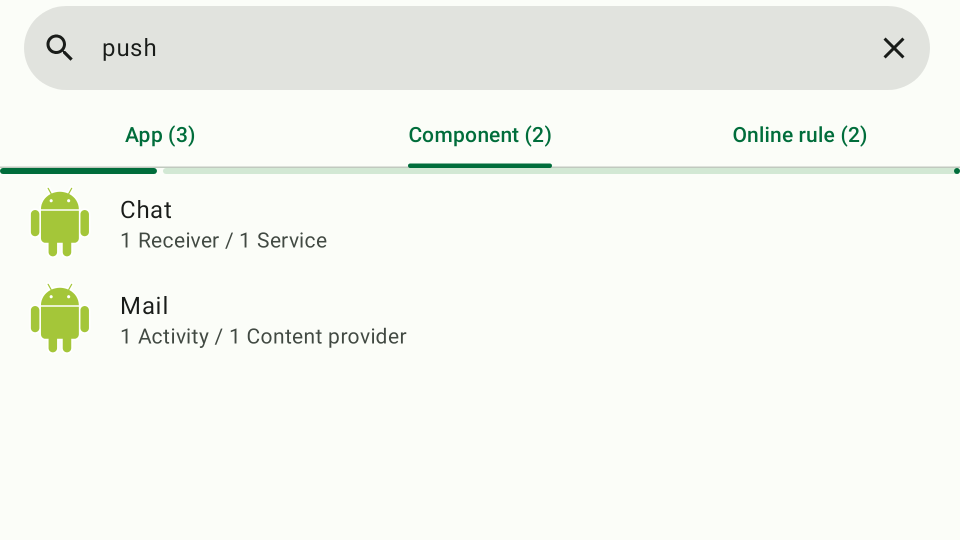 push
App (3)
Component (2)
Online rule (2)
Chat
1 Receiver / 1 Service
Mail
1 Activity / 1 Content provider